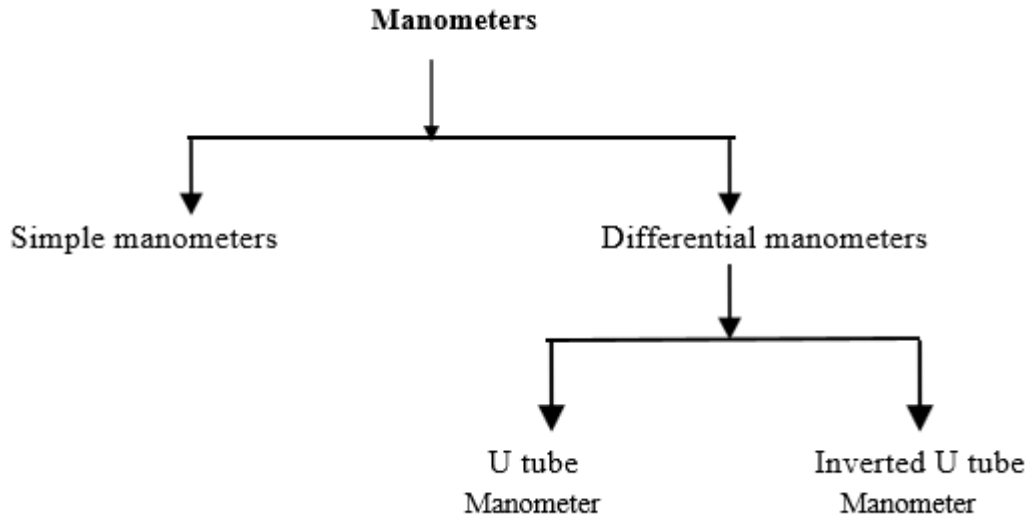 Manometers
Simple manometers
Differential manometers
U tube
Manometer
Inverted U tube
Manometer